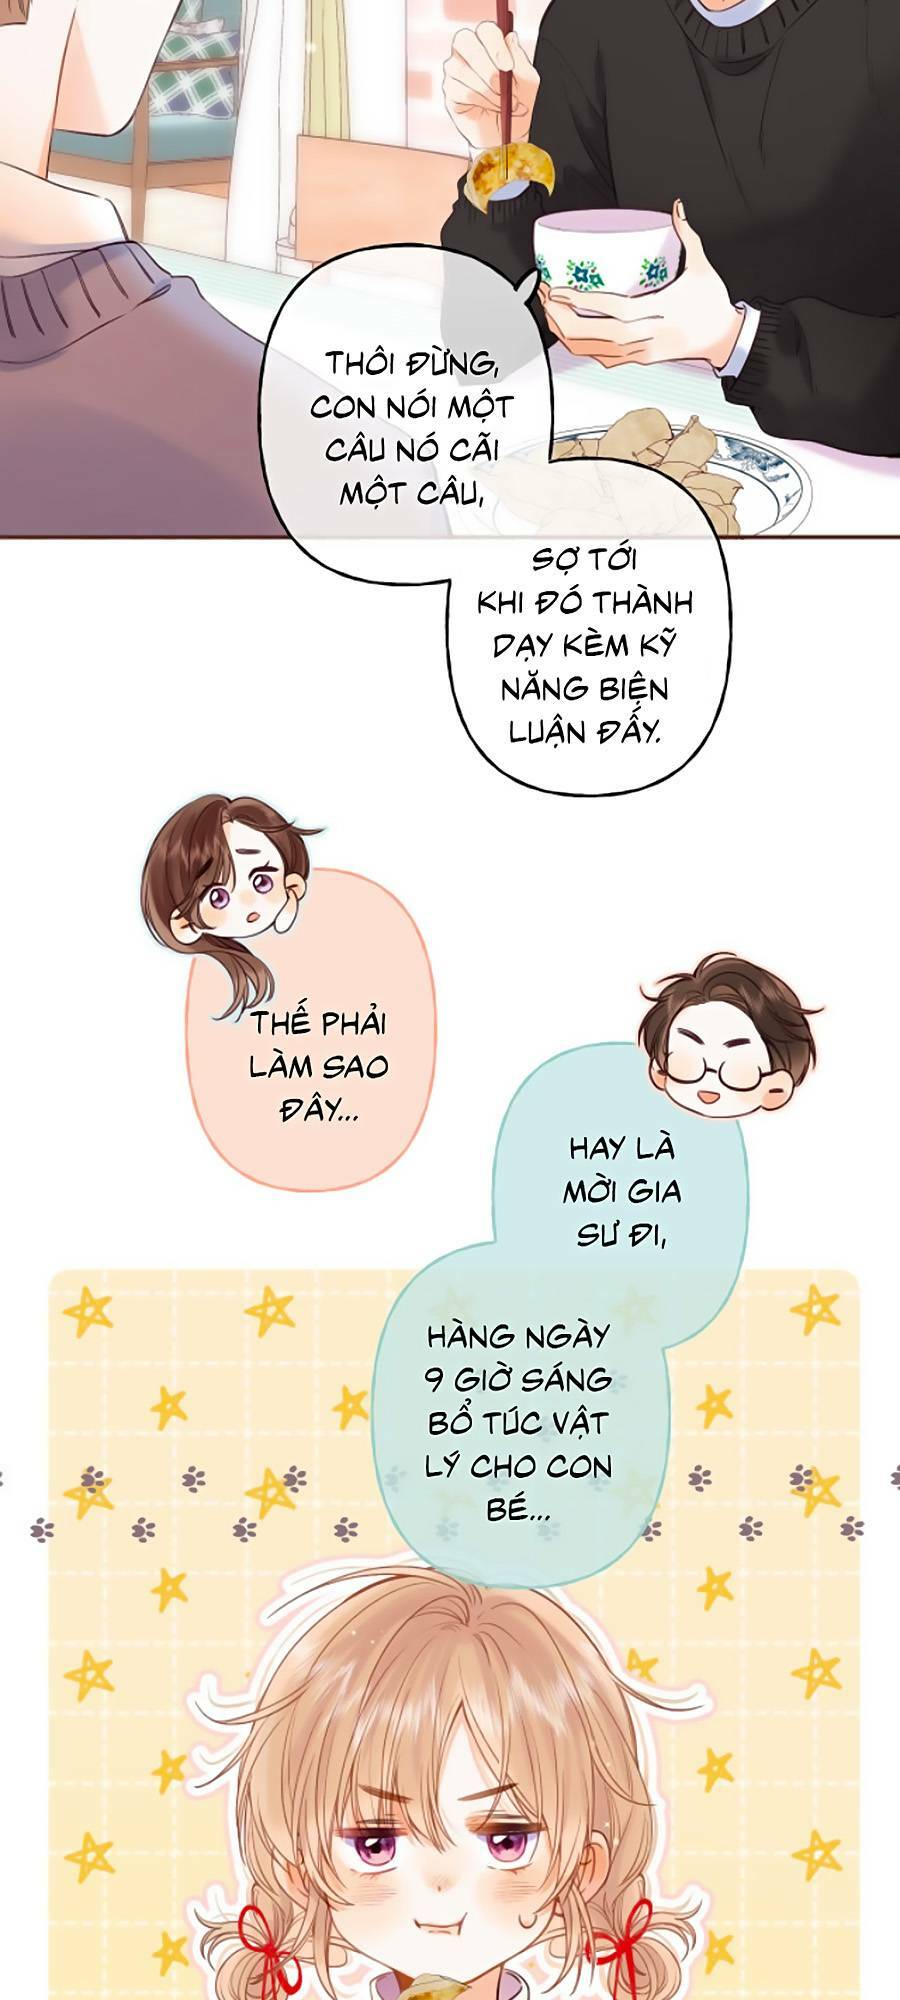 THÔI ĐỪNG,
CON NÓI MỘT
CÂU NÓ CÃI
MỘT CÂU,
SỢ TỚI
KHI ĐÓ THÀNH
DẠY KÈM KỸ
NĂNG BIỆN
LUẬN ĐẤY.
THẾ PHẢI
LÀM SAO
ĐÂY...
HAY LÀ
MỜI GIA
SƯ ĐI,
HÀNG NGÀY
9 GIỜ SÁNG
BỔ TÚC VẬT
LÝ CHO CON
BÉ...